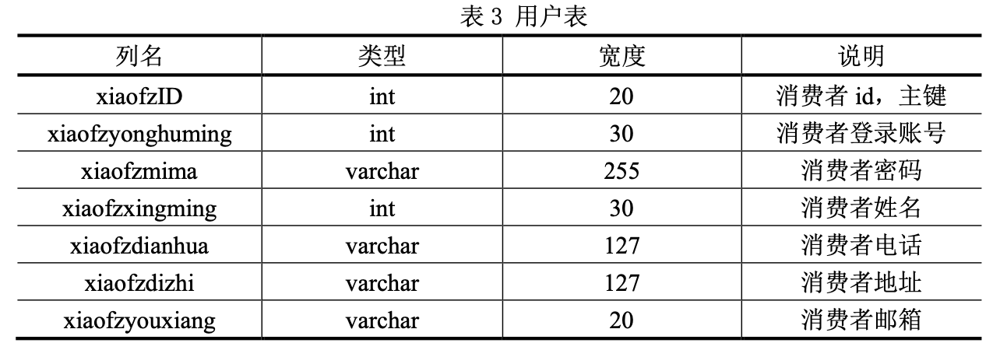 表 3 用户表
列名 类型 宽度 说明
xiaofzID int 20 消费者 id，主键
xiaofzyonghuming int 30 消费者登录账号
xiaofzmima varchar 255 消费者密码
xiaofzxingming int 30 消费者姓名
xiaofzdianhua varchar 127 消费者电话
xiaofzdizhi varchar 127 消费者地址
xiaofzyouxiang varchar 20 消费者邮箱